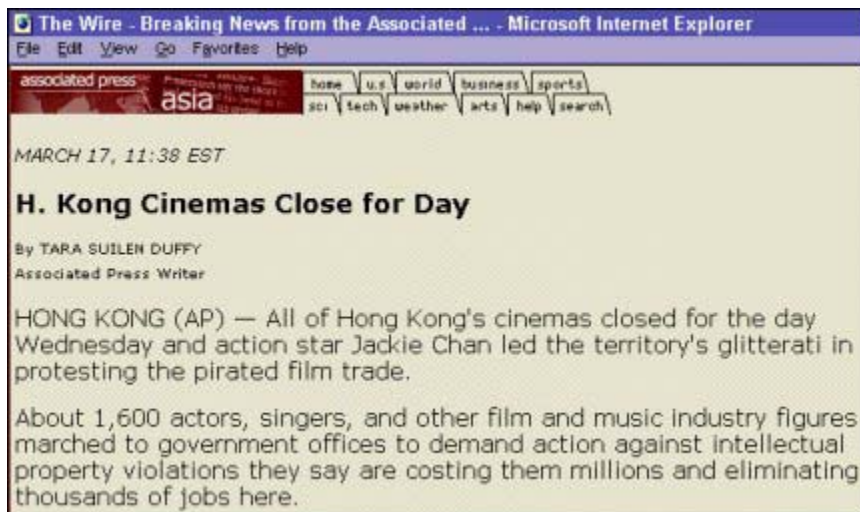 The Wire - Breaking News from the Associated ... - Microsoft Internet Explorer
File Edit View Go Favorites Help
associated press
asia
home u.s. world business sports
sci tech weather arts help search
MARCH 17, 11:38 EST
H. Kong Cinemas Close for Day
By TARA SUILEN DUFFY
Associated Press Writer
HONG KONG (AP) — All of Hong Kong's cinemas closed for the day
Wednesday and action star Jackie Chan led the territory's glitterati in
protesting the pirated film trade.
About 1,600 actors, singers, and other film and music industry figures
marched to government offices to demand action against intellectual
property violations they say are costing them millions and eliminating
thousands of jobs here.